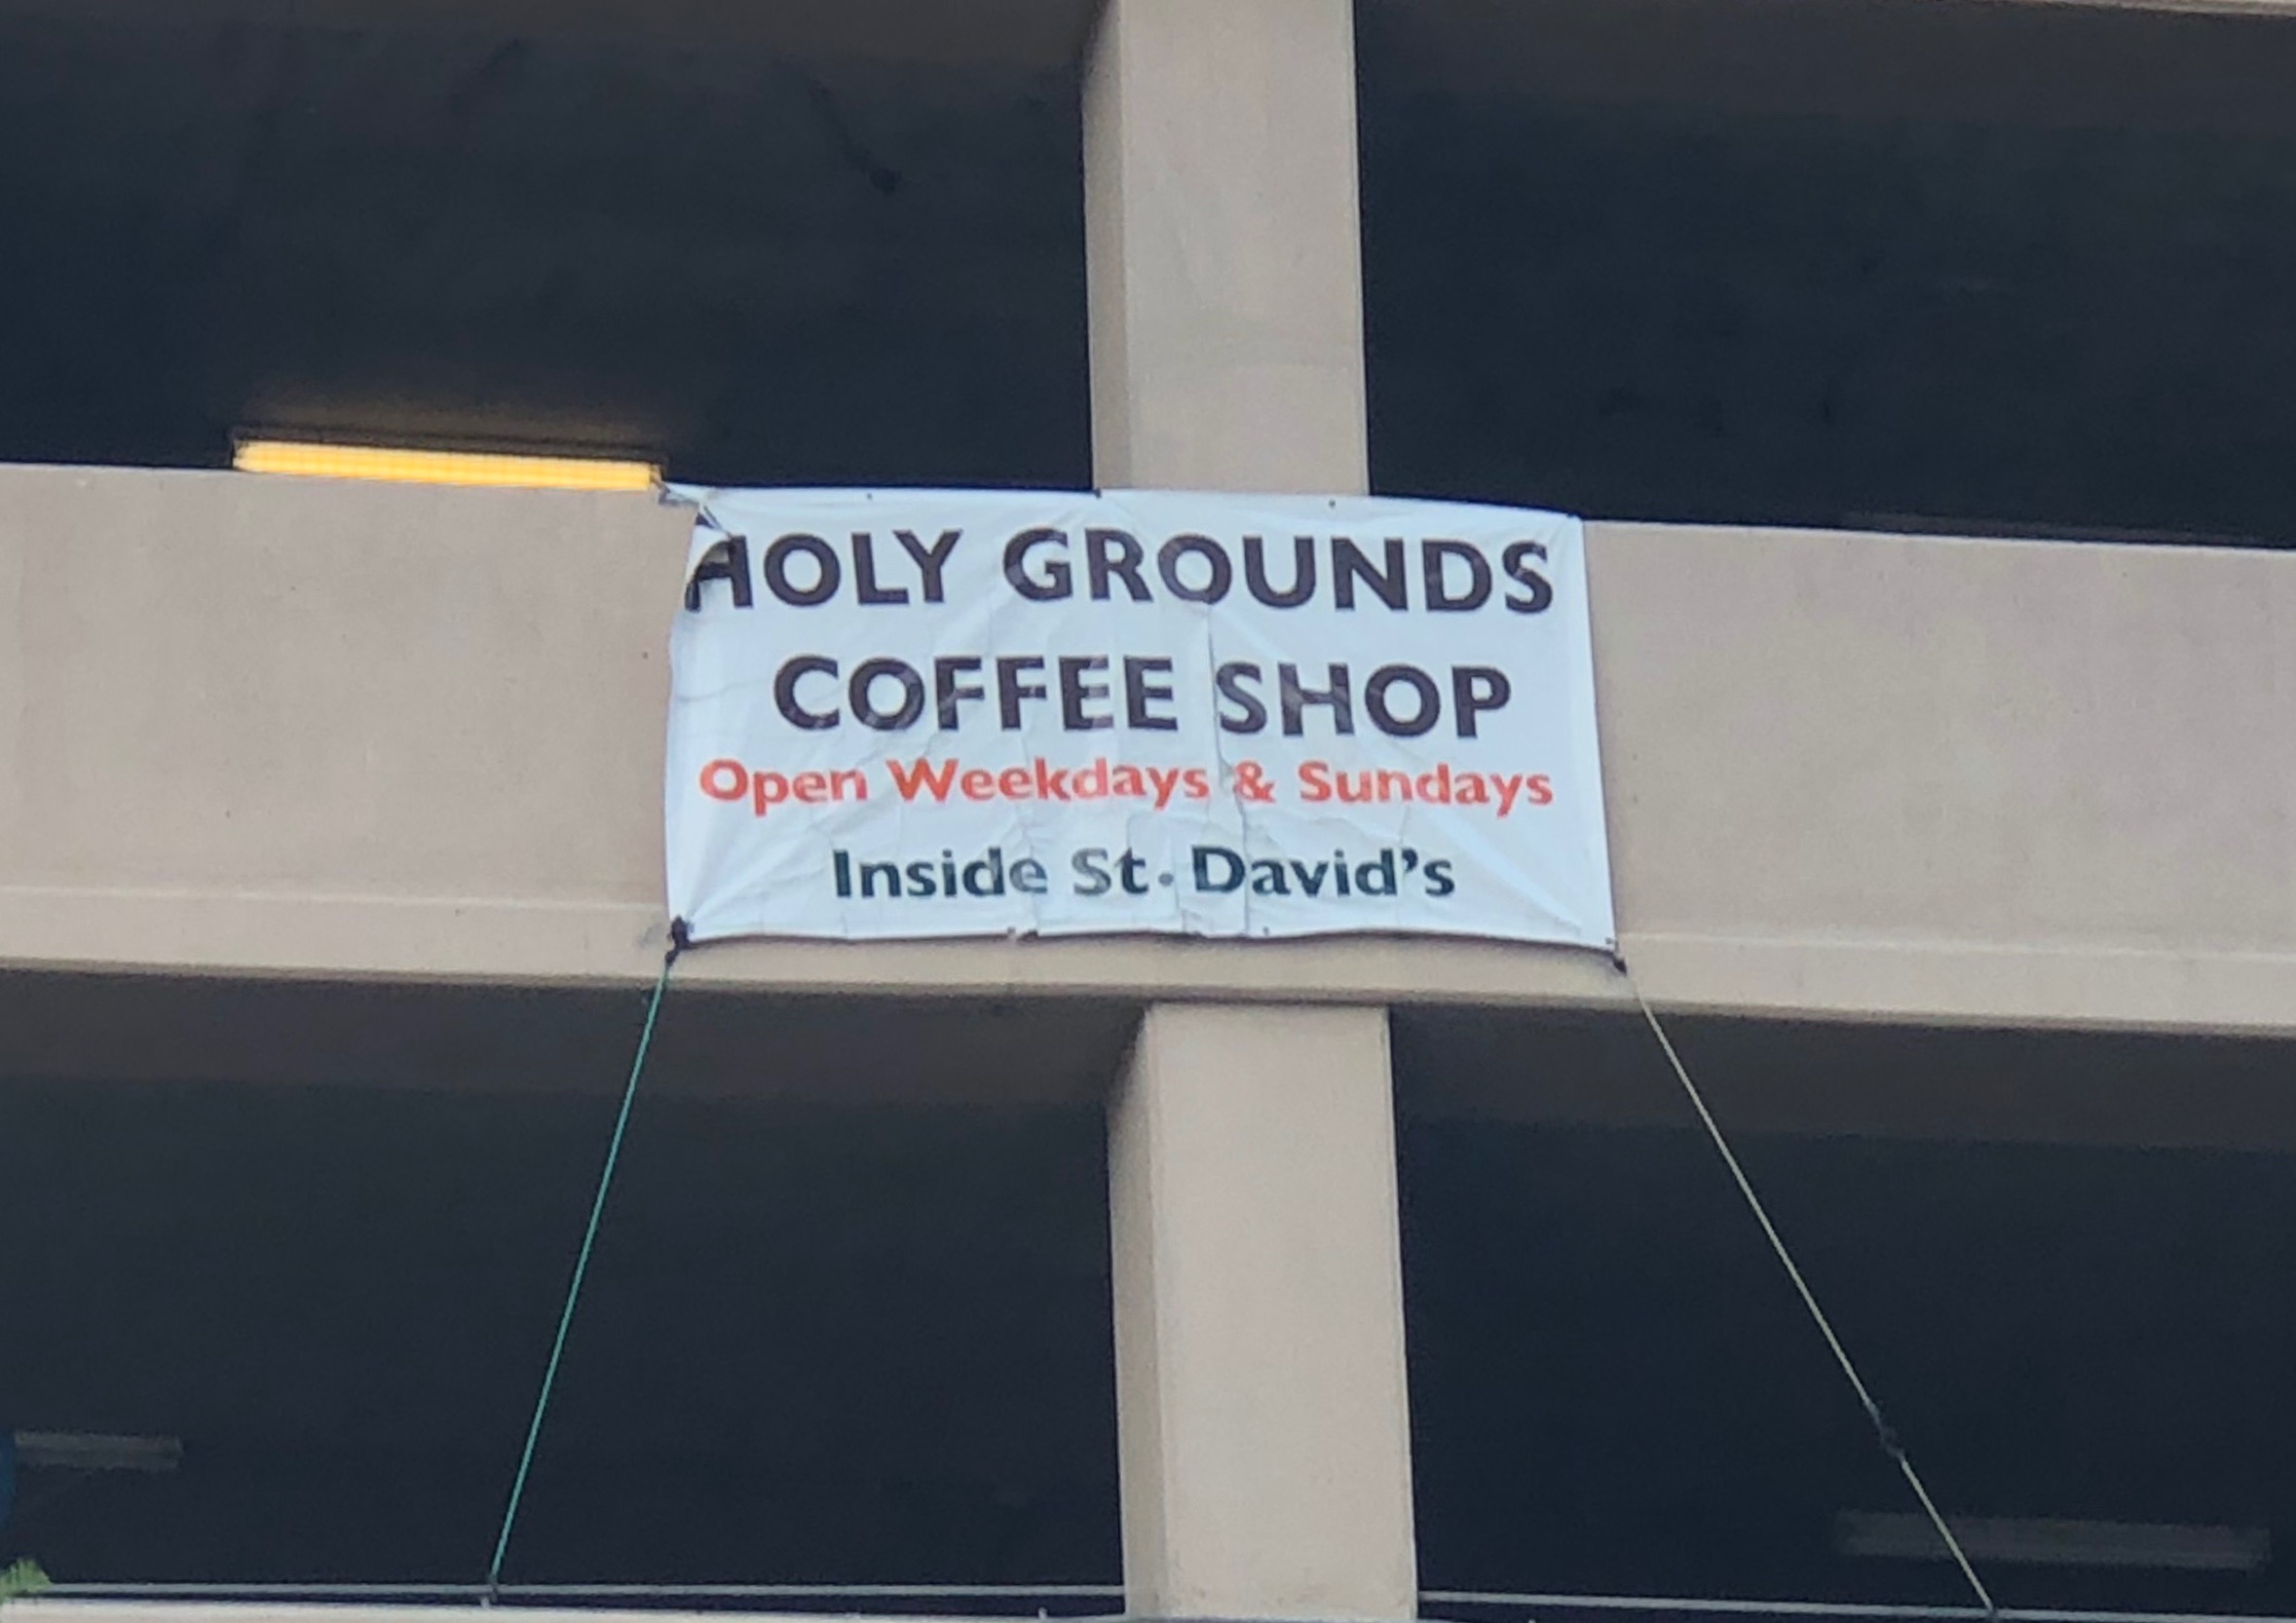 HOLY GROUNDS
COFFEE SHOP
Open Weekdays & Sundays
Inside St. David's